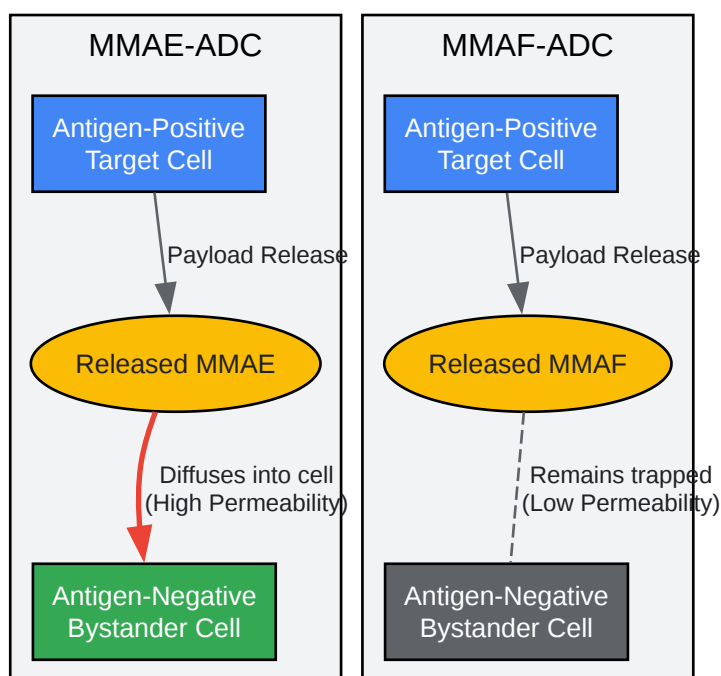 MMAE-ADC
Antigen-Positive
Target Cell
Payload Release
Released MMAE
Diffuses into cell
(High Permeability)
Antigen-Negative
Bystander Cell
MMAF-ADC
Antigen-Positive
Target Cell
Payload Release
Released MMAF
Remains trapped
(Low Permeability)
Antigen-Negative
Bystander Cell